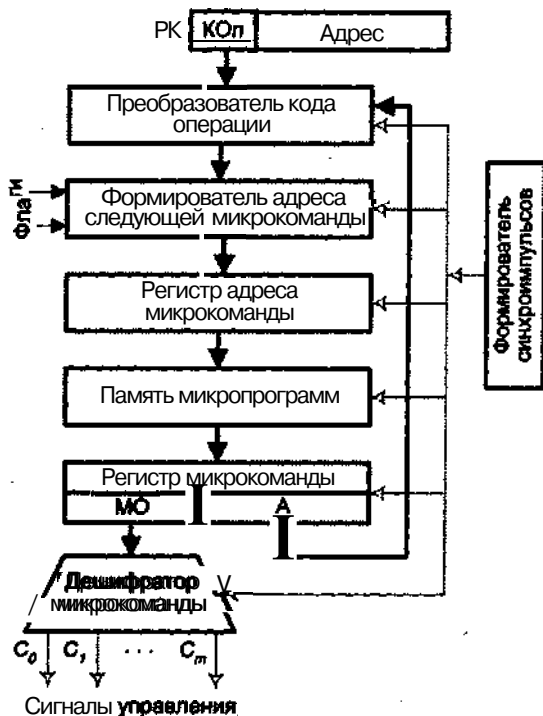 РК КОп Адрес
Преобразователь кода
операции
Флаги
Формирователь адреса
следующей микрокоманды
Регистр адреса
микрокоманды
Память микропрограмм
Регистр микрокоманды
МО А
Дешифратор
микрокоманды
C0 C1 ... Cm
Сигналы управления
Формирователь
синхроимпульсов